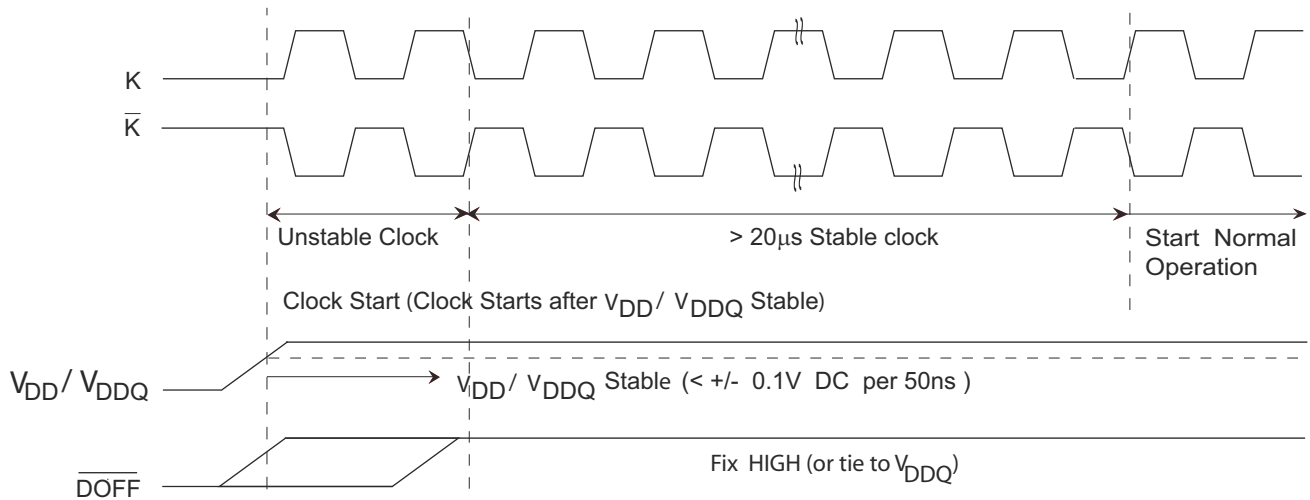 K
K
Unstable Clock
> 20μs Stable clock
Start Normal
Operation
Clock Start (Clock Starts after VDD/ VDDQ Stable)
VDD/ VDDQ
VDD/ VDDQ Stable (< +/- 0.1V DC per 50ns )
DOFF
Fix HIGH (or tie to VDDQ)